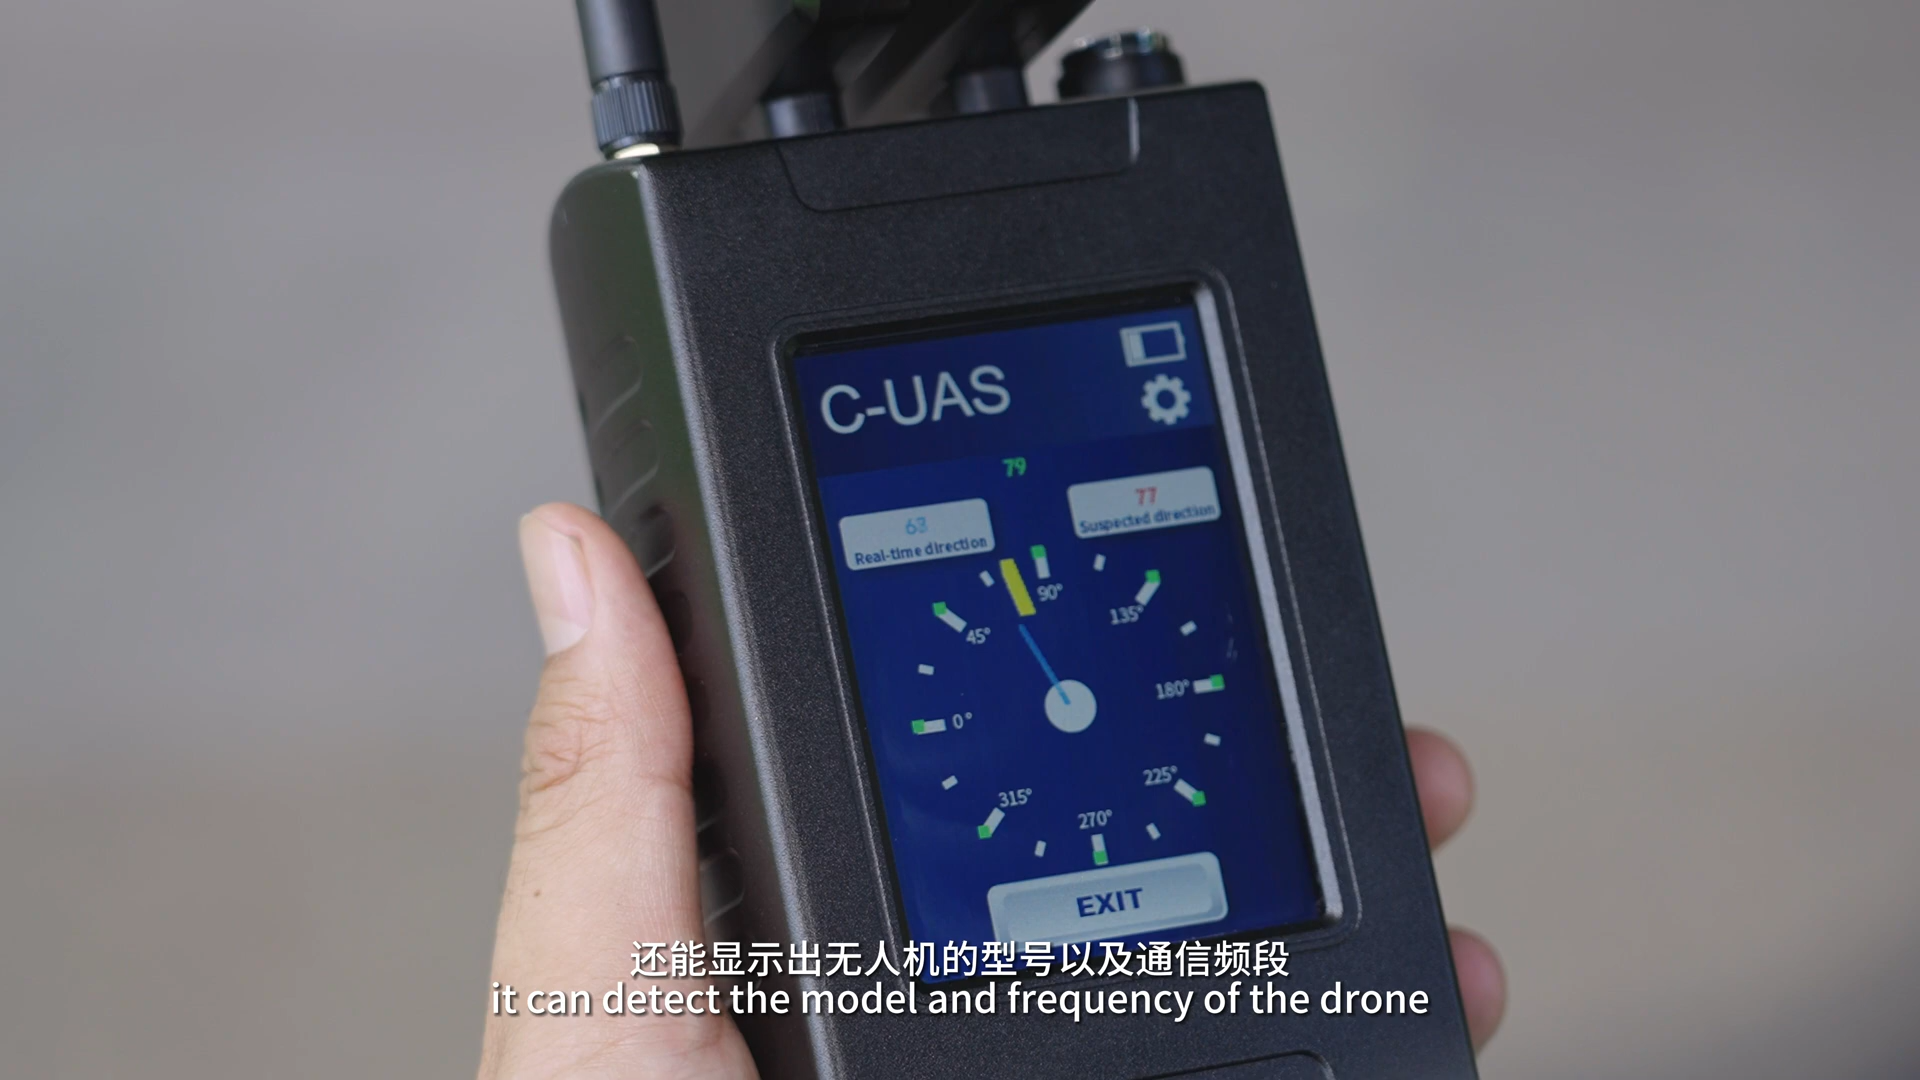 C-UAS
79
63
Real-time direction
77
Suspected direction
90°
45°
135°
0°
180°
315°
225°
270°
EXIT
还能显示出无人机的型号以及通信频段
it can detect the model and frequency of the drone